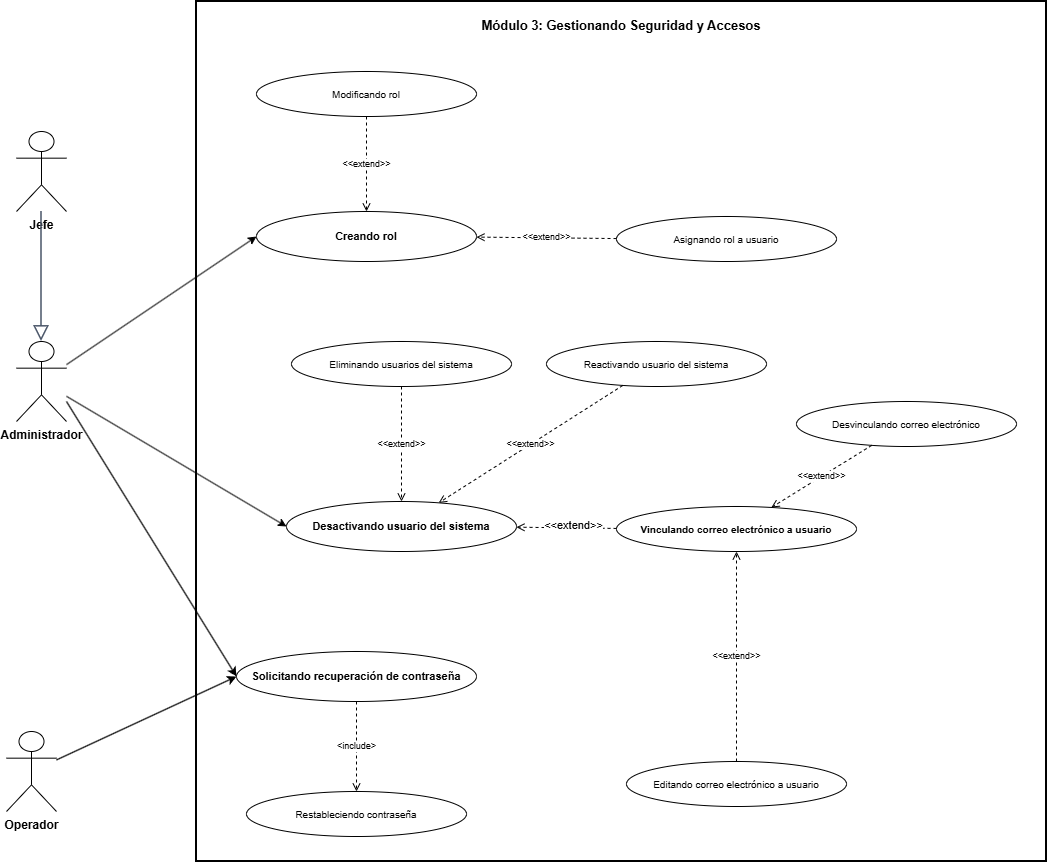 Módulo 3: Gestionando Seguridad y Accesos
Modificando rol
<<extend>>
Jefe
Creando rol
<<extend>>
Asignando rol a usuario
Administrador
Eliminando usuarios del sistema
Reactivando usuario del sistema
Desvinculando correo electrónico
<<extend>>
<<extend>>
<<extend>>
Desactivando usuario del sistema
<<extend>>
Vinculando correo electrónico a usuario
<<extend>>
Solicitando recuperación de contraseña
<include>
Editando correo electrónico a usuario
Restableciendo contraseña
Operador